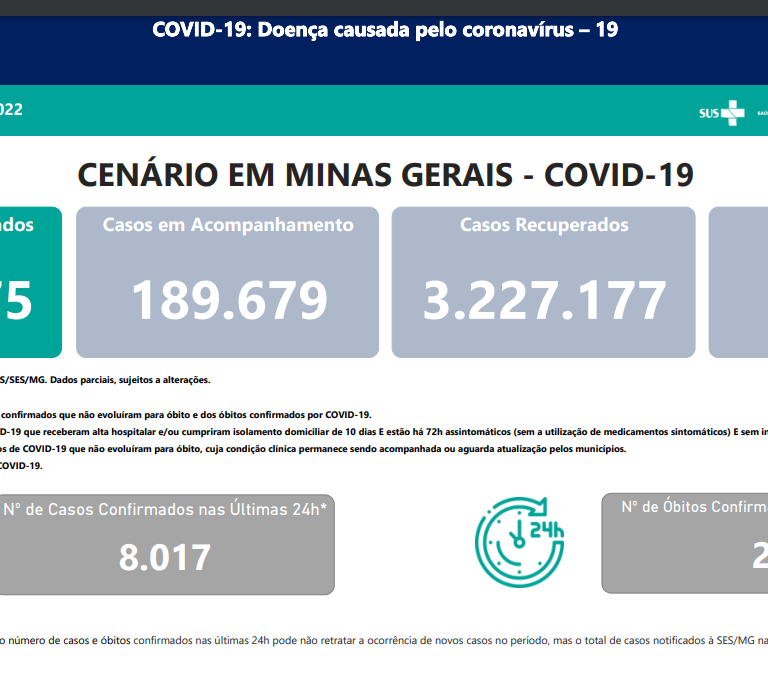 COVID-19: Doença causada pelo coronavírus – 19
022
SUS
CENÁRIO EM MINAS GERAIS - COVID-19
ados
Casos em Acompanhamento
Casos Recuperados
75
189.679
3.227.177
S/SES/MG. Dados parciais, sujeitos a alterações.
confirmados que não evoluíram para óbito e dos óbitos confirmados por COVID-19.
D-19 que receberam alta hospitalar e/ou cumpriram isolamento domiciliar de 10 dias E estão há 72h assintomáticos (sem a utilização de medicamentos sintomáticos) E sem in
os de COVID-19 que não evoluíram para óbito, cuja condição clínica permanece sendo acompanhada ou aguarda atualização pelos municípios.
COVID-19.
Nº de Casos Confirmados nas Últimas 24h*
8.017
24h
Nº de Óbitos Confirm
2
o número de casos e óbitos confirmados nas últimas 24h pode não retratar a ocorrência de novos casos no período, mas o total de casos notificados à SES/MG na